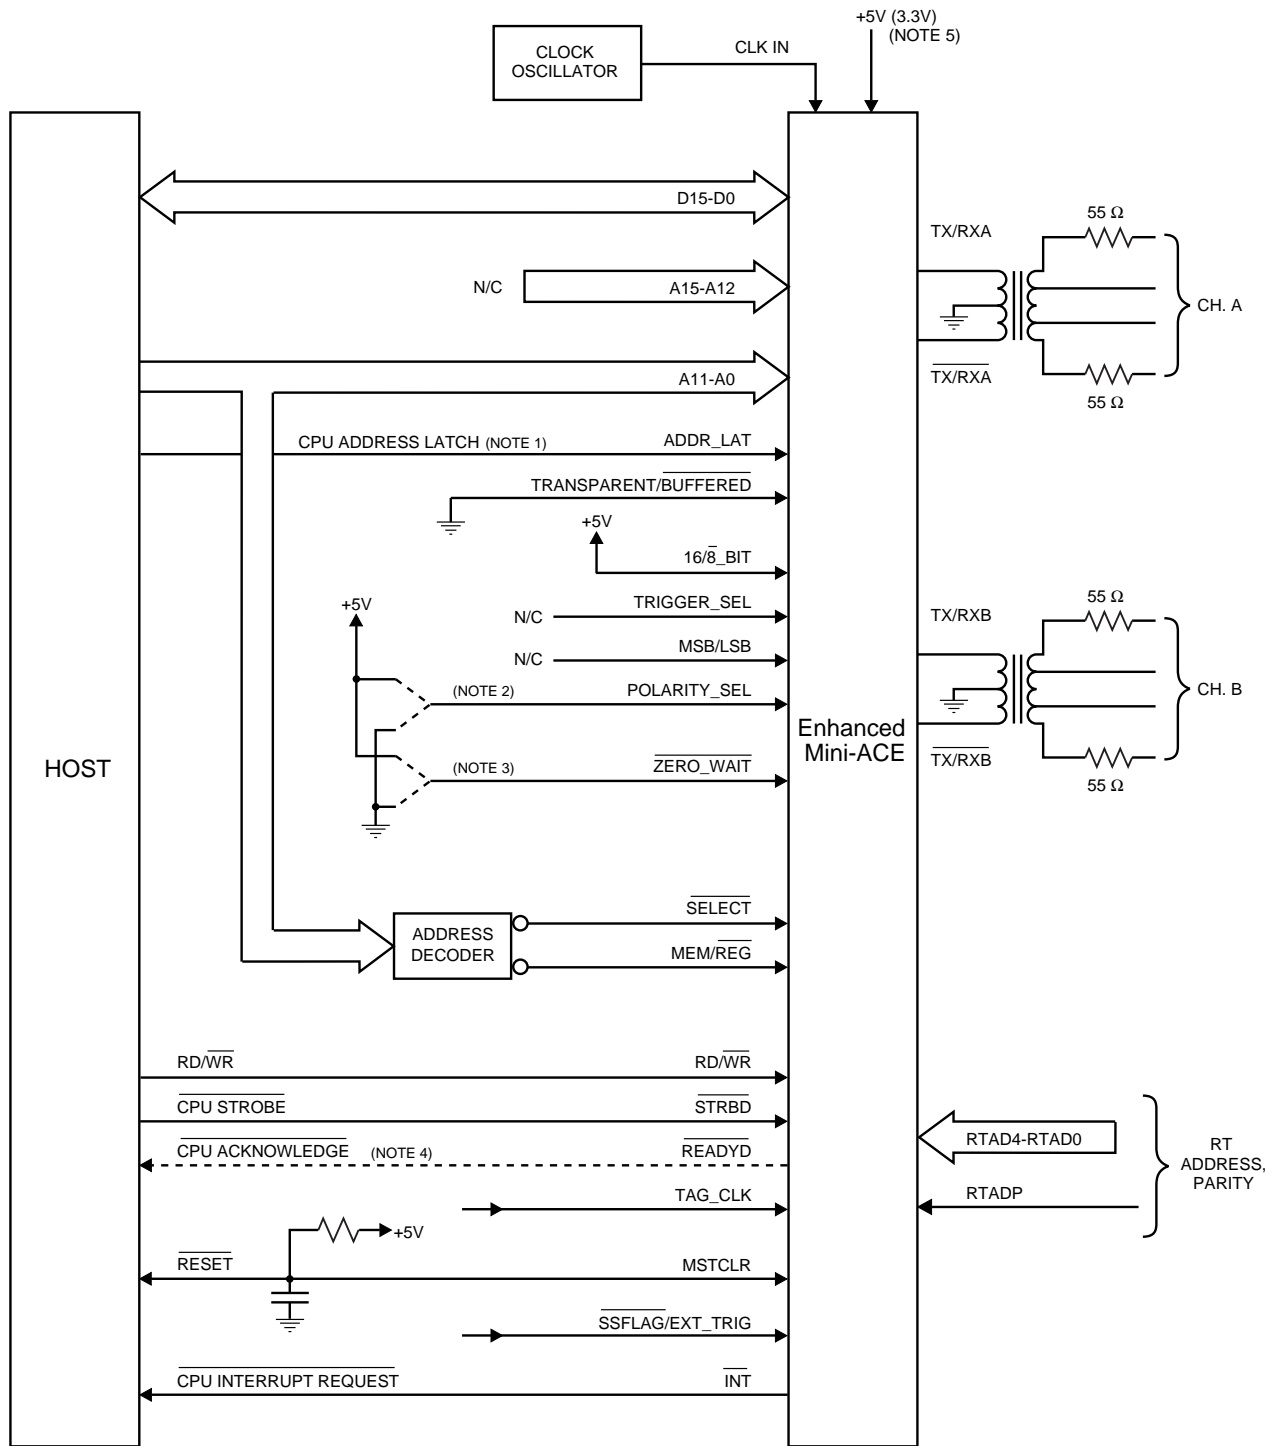 +5V (3.3V)
(NOTE 5)
CLOCK
OSCILLATOR
CLK IN
D15-D0
N/C
A15-A12
A11-A0
CPU ADDRESS LATCH (NOTE 1)
ADDR_LAT
TRANSPARENT/BUFFERED
+5V
16/8_BIT
+5V
N/C
TRIGGER_SEL
N/C
MSB/LSB
(NOTE 2)
POLARITY_SEL
(NOTE 3)
ZERO_WAIT
HOST
Enhanced
Mini-ACE
TX/RXA
55 Ω
CH. A
TX/RXA
55 Ω
TX/RXB
55 Ω
CH. B
TX/RXB
55 Ω
ADDRESS
DECODER
SELECT
MEM/REG
RD/WR
RD/WR
CPU STROBE
STRBD
CPU ACKNOWLEDGE (NOTE 4)
READYD
RTAD4-RTAD0
RTADP
RT
ADDRESS,
PARITY
TAG_CLK
+5V
RESET
MSTCLR
SSFLAG/EXT_TRIG
CPU INTERRUPT REQUEST
INT